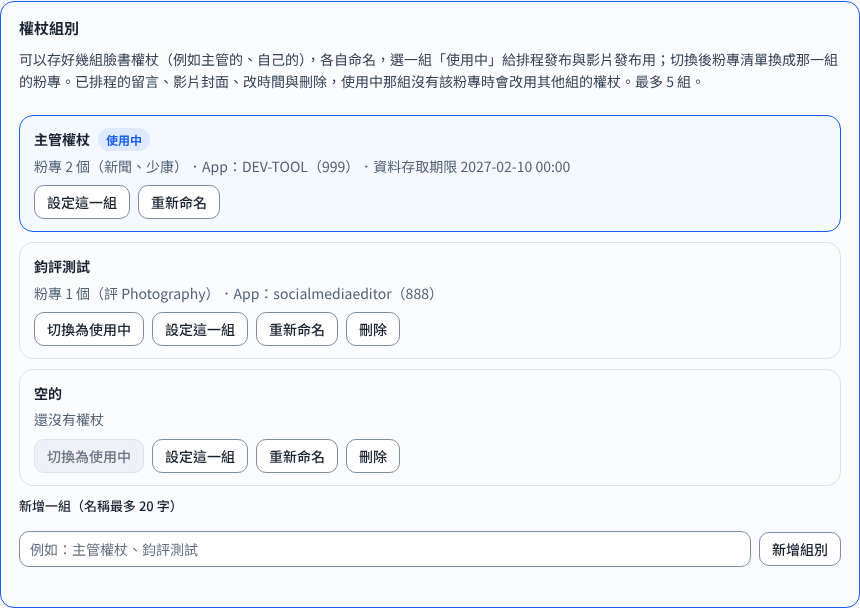 權杖組別
可以存好幾組臉書權杖（例如主管的、自己的），各自命名，選一組「使用中」給排程發布與影片發布用；切換後粉專清單換成那一組
的粉專。已排程的留言、影片封面、改時間與刪除，使用中那組沒有該粉專時會改用其他組的權杖。最多 5 組。
主管權杖 使用中
粉專 2 個（新聞、少康）・App：DEV-TOOL（999）・資料存取期限 2027-02-10 00:00
設定這一組 重新命名
鈞評測試
粉專 1 個（評 Photography）・App：socialmediaeditor（888）
切換為使用中 設定這一組 重新命名 刪除
空的
還沒有權杖
切換為使用中 設定這一組 重新命名 刪除
新增一組（名稱最多 20 字）
例如：主管權杖、鈞評測試 新增組別